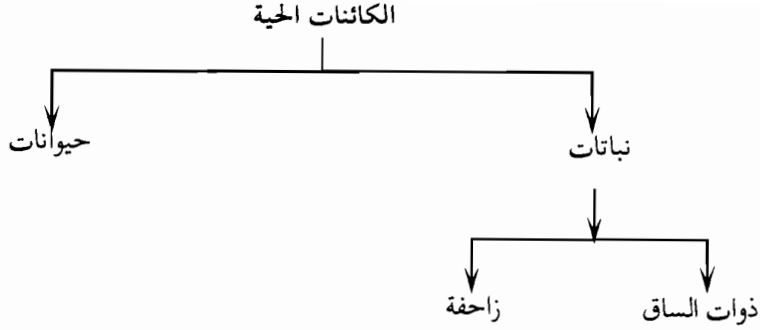 الكائنات الحية
نباتات
حيوانات
ذوات الساق
زاحفة